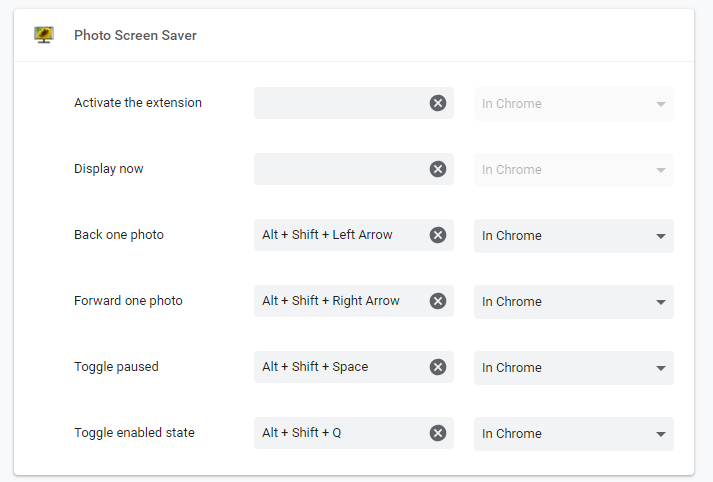 Photo Screen Saver
Activate the extension In Chrome
Display now In Chrome
Back one photo Alt + Shift + Left Arrow In Chrome
Forward one photo Alt + Shift + Right Arrow In Chrome
Toggle paused Alt + Shift + Space In Chrome
Toggle enabled state Alt + Shift + Q In Chrome